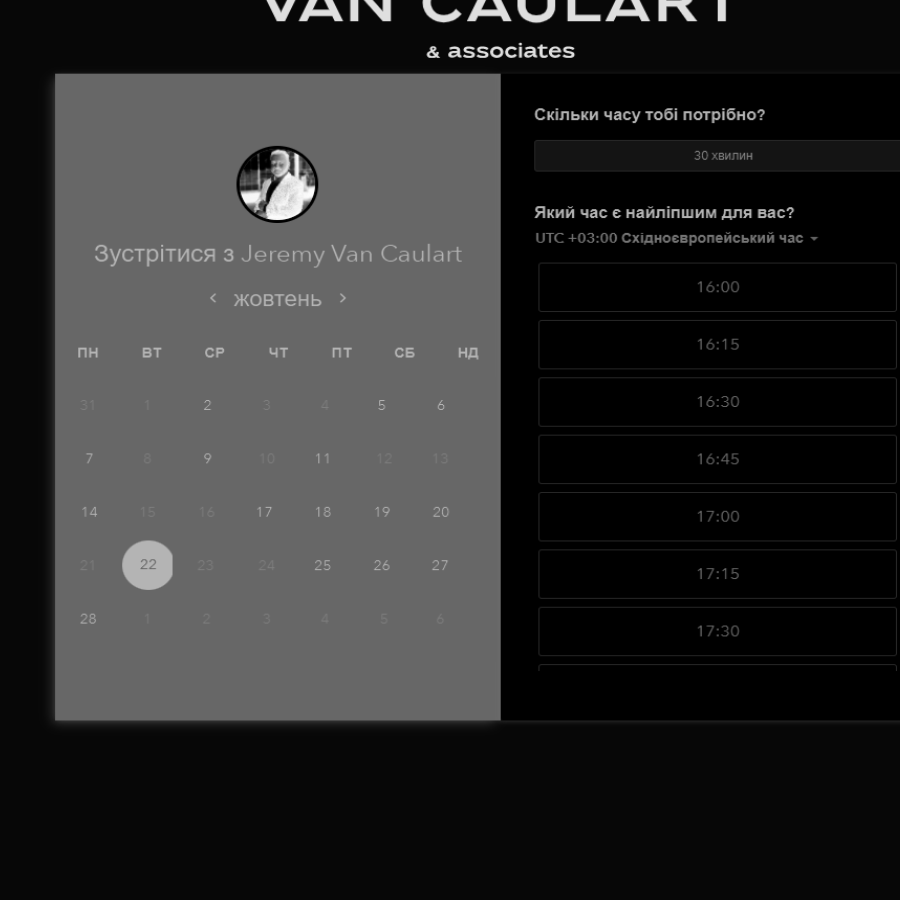 VAN CAULART
& associates
Зустрітися з Jeremy Van Caulart
жовтень
ПН ВТ СР ЧТ ПТ СБ НД
31 1 2 3 4 5 6
7 8 9 10 11 12 13
14 15 16 17 18 19 20
21 22 23 24 25 26 27
28 1 2 3 4 5 6
Скільки часу тобі потрібно?
30 хвилин
Який час є найліпшим для вас?
UTC +03:00 Східноєвропейський час
16:00
16:15
16:30
16:45
17:00
17:15
17:30